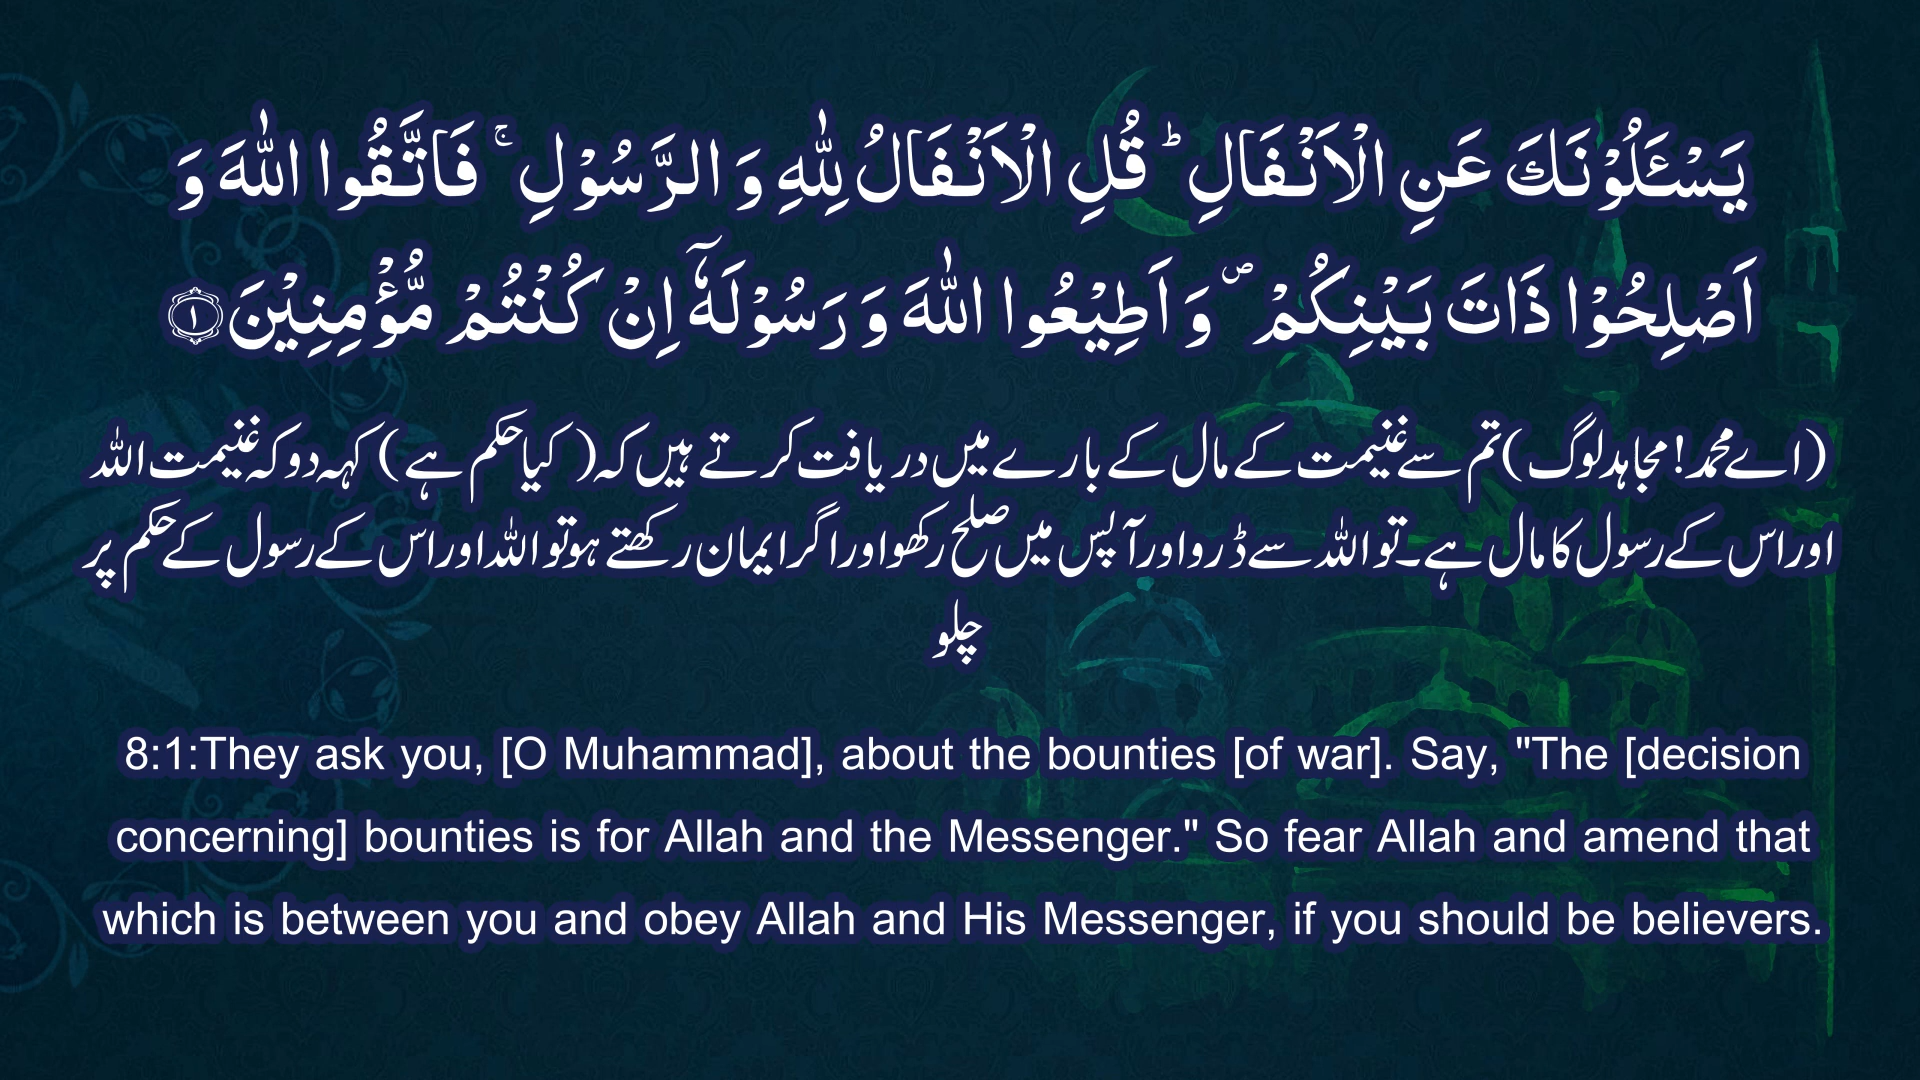 يَسْـَٔلُوْنَكَ عَنِ الْاَنْفَالِ ؕ قُلِ الْاَنْفَالُ لِلّٰهِ وَ الرَّسُوْلِ ۚ فَاتَّقُوا اللّٰهَ وَ
اَصْلِحُوْا ذَاتَ بَيْنِكُمْ ۪ وَ اَطِيْعُوا اللّٰهَ وَ رَسُوْلَهٗۤ اِنْ كُنْتُمْ مُّؤْمِنِيْنَ ۝۱
(اے محمد! مجاہد لوگ) تم سے غنیمت کے مال کے بارے میں دریافت کرتے ہیں کہ (کیا حکم ہے) کہہ دو کہ غنیمت اللہ
اور اس کے رسول کا مال ہے۔ تو اللہ سے ڈرو اور آپس میں صلح رکھو اور اگر ایمان رکھتے ہو تو اللہ اور اس کے رسول کے حکم پر
چلو
8:1:They ask you, [O Muhammad], about the bounties [of war]. Say, "The [decision
concerning] bounties is for Allah and the Messenger." So fear Allah and amend that
which is between you and obey Allah and His Messenger, if you should be believers.